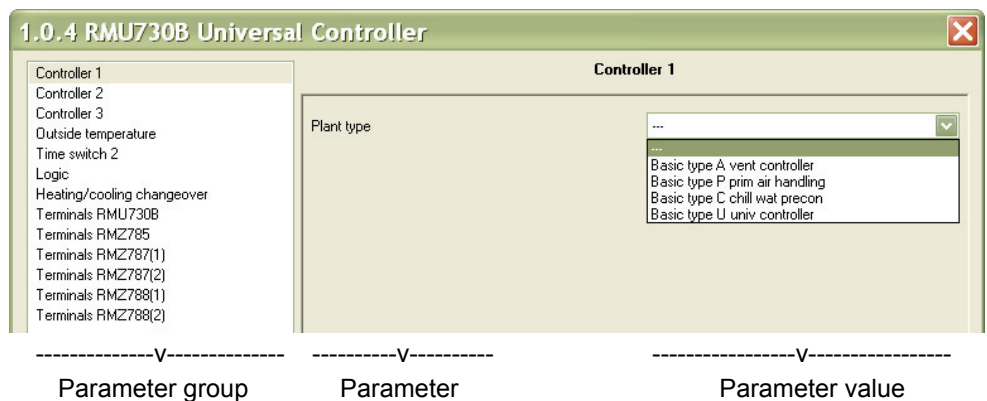 1.0.4 RMU730B Universal Controller
Controller 1
Controller 2
Controller 3
Outside temperature
Time switch 2
Logic
Heating/cooling changeover
Terminals RMU730B
Terminals RMZ785
Terminals RMZ787(1)
Terminals RMZ787(2)
Terminals RMZ788(1)
Terminals RMZ788(2)
Controller 1
Plant type
---
---
Basic type A vent controller
Basic type P prim air handling
Basic type C chill wat precon
Basic type U univ controller
--------------v-------------- ----------v---------- -----------------v-----------------
Parameter group Parameter Parameter value